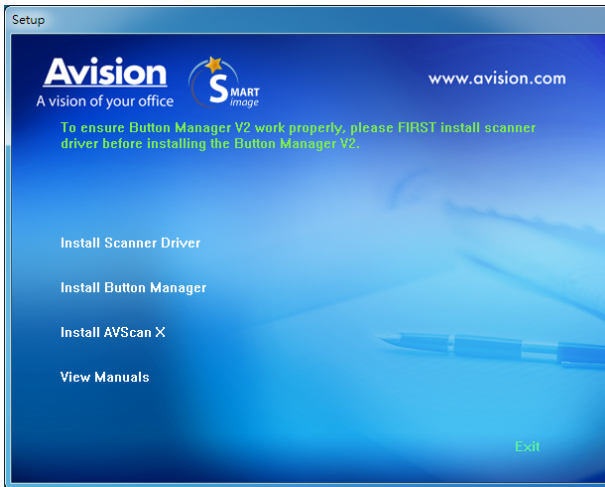 Setup
Avision
A vision of your office
SMART
image
www.avision.com
To ensure Button Manager V2 work properly, please FIRST install scanner
driver before installing the Button Manager V2.
Install Scanner Driver
Install Button Manager
Install AVScan X
View Manuals
Exit